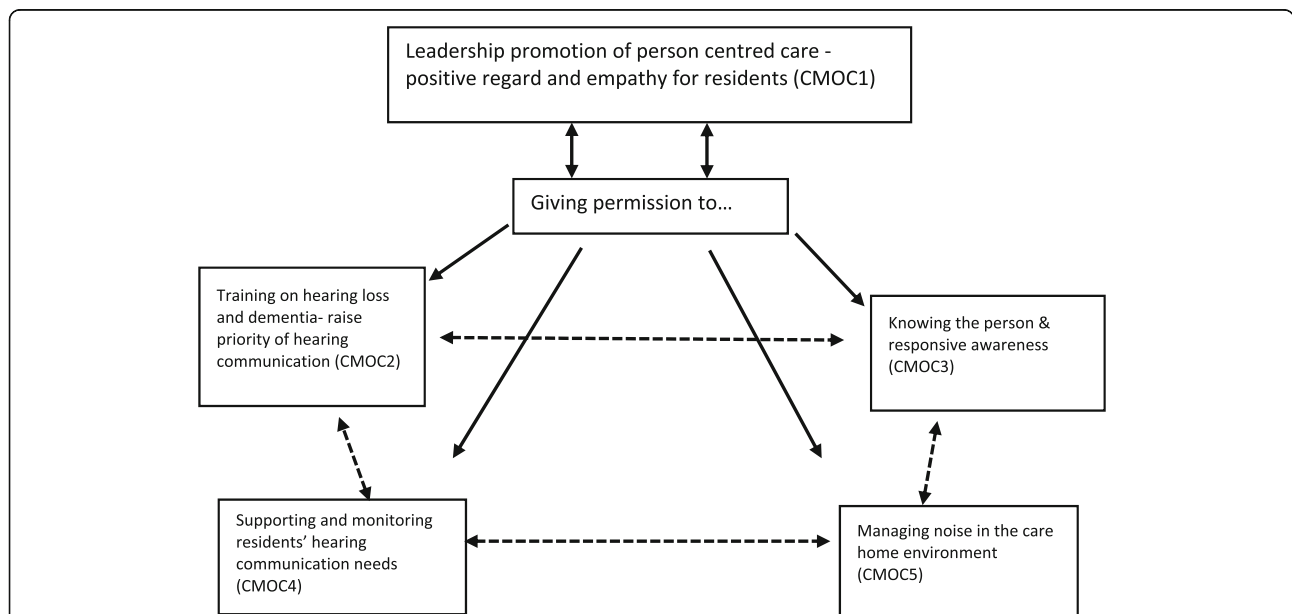 Leadership promotion of person centred care -
positive regard and empathy for residents (CMOC1)
Giving permission to…
Training on hearing loss
and dementia- raise
priority of hearing
communication (CMOC2)
Knowing the person &
responsive awareness
(CMOC3)
Supporting and monitoring
residents’ hearing
communication needs
(CMOC4)
Managing noise in the care
home environment
(CMOC5)